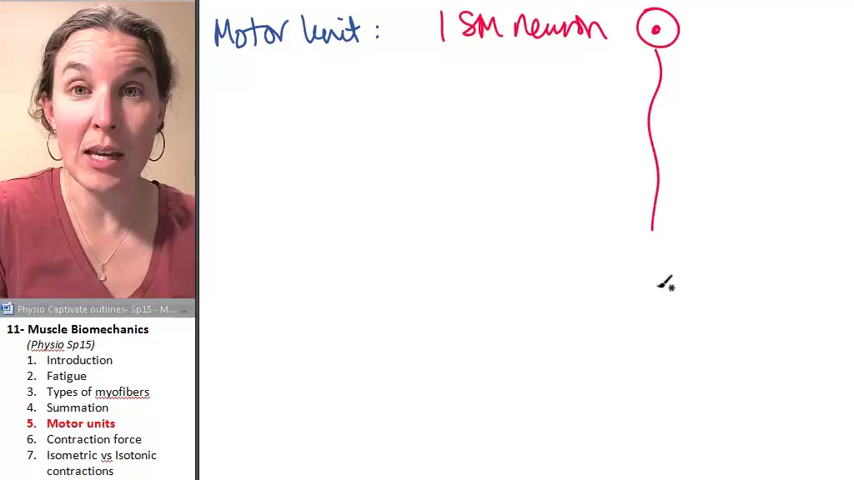 Motor Unit: 1 SM neuron
Physio Captivate outlines- Sp15 - M...
11- Muscle Biomechanics
(Physio Sp15)
1. Introduction
2. Fatigue
3. Types of myofibers
4. Summation
5. Motor units
6. Contraction force
7. Isometric vs Isotonic
contractions